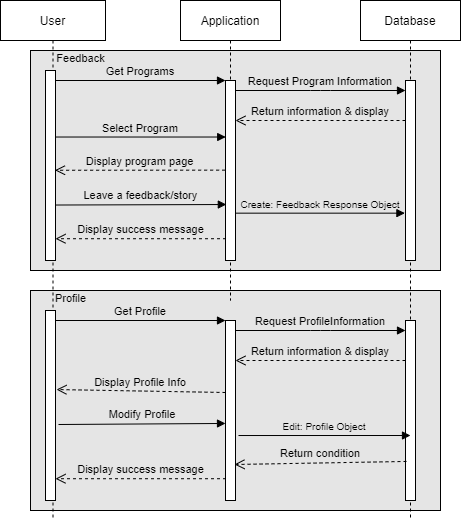 User
Application
Database
Feedback
Get Programs
Request Program Information
Return information & display
Select Program
Display program page
Leave a feedback/story
Create: Feedback Response Object
Display success message
Profile
Get Profile
Request ProfileInformation
Return information & display
Display Profile Info
Modify Profile
Edit: Profile Object
Return condition
Display success message